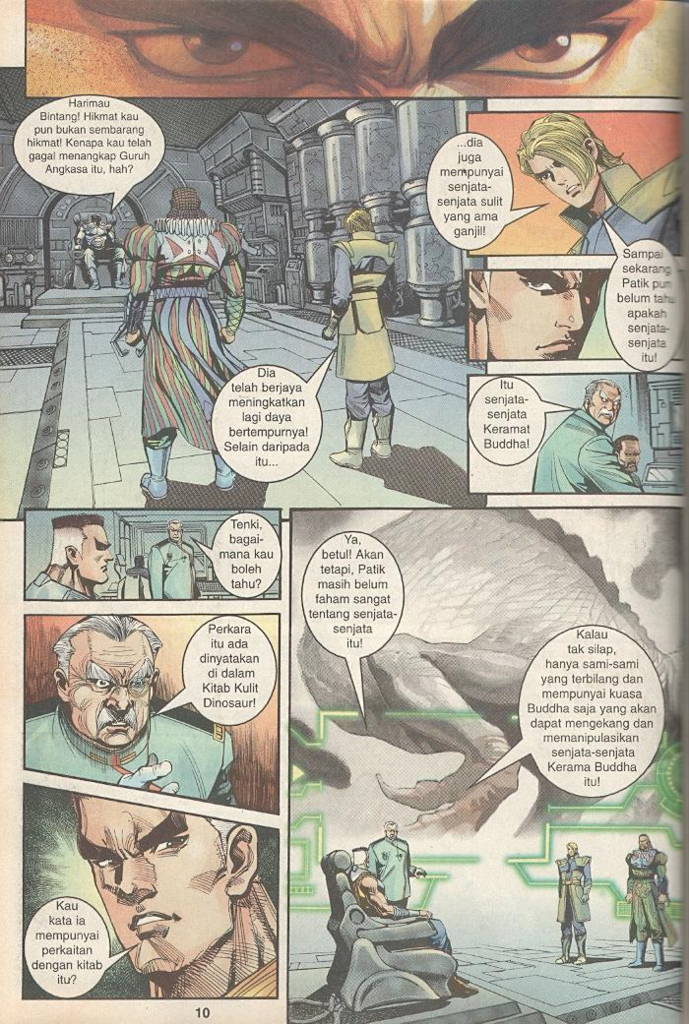 Harimau
Bintang! Hikmat kau
pun bukan sembarang
hikmat! Kenapa kau telah
gagal menangkap Guruh
Angkasa itu, hah?
Dia
telah berjaya
meningkatkan
lagi daya
bertempurnya!
Selain daripada
itu...
...dia
juga
mempunyai
senjata-
senjata sulit
yang ama
ganjil!
Sampai
sekarang
Patik pun
belum tahu
apakah
senjata-
senjata
itu!
Itu
senjata-
senjata
Keramat
Buddha!
Tenki,
bagai-
mana kau
boleh
tahu?
Perkara
itu ada
dinyatakan
di dalam
Kitab Kulit
Dinosaur!
Kau
kata ia
mempunyai
perkaitan
dengan kitab
itu?
Ya,
betul! Akan
tetapi, Patik
masih belum
faham sangat
tentang senjata-
senjata
itu!
Kalau
tak silap,
hanya sami-sami
yang terbilang dan
mempunyai kuasa
Buddha saja yang akan
dapat mengekang dan
memanipulasikan
senjata-senjata
Kerama Buddha
itu!
10